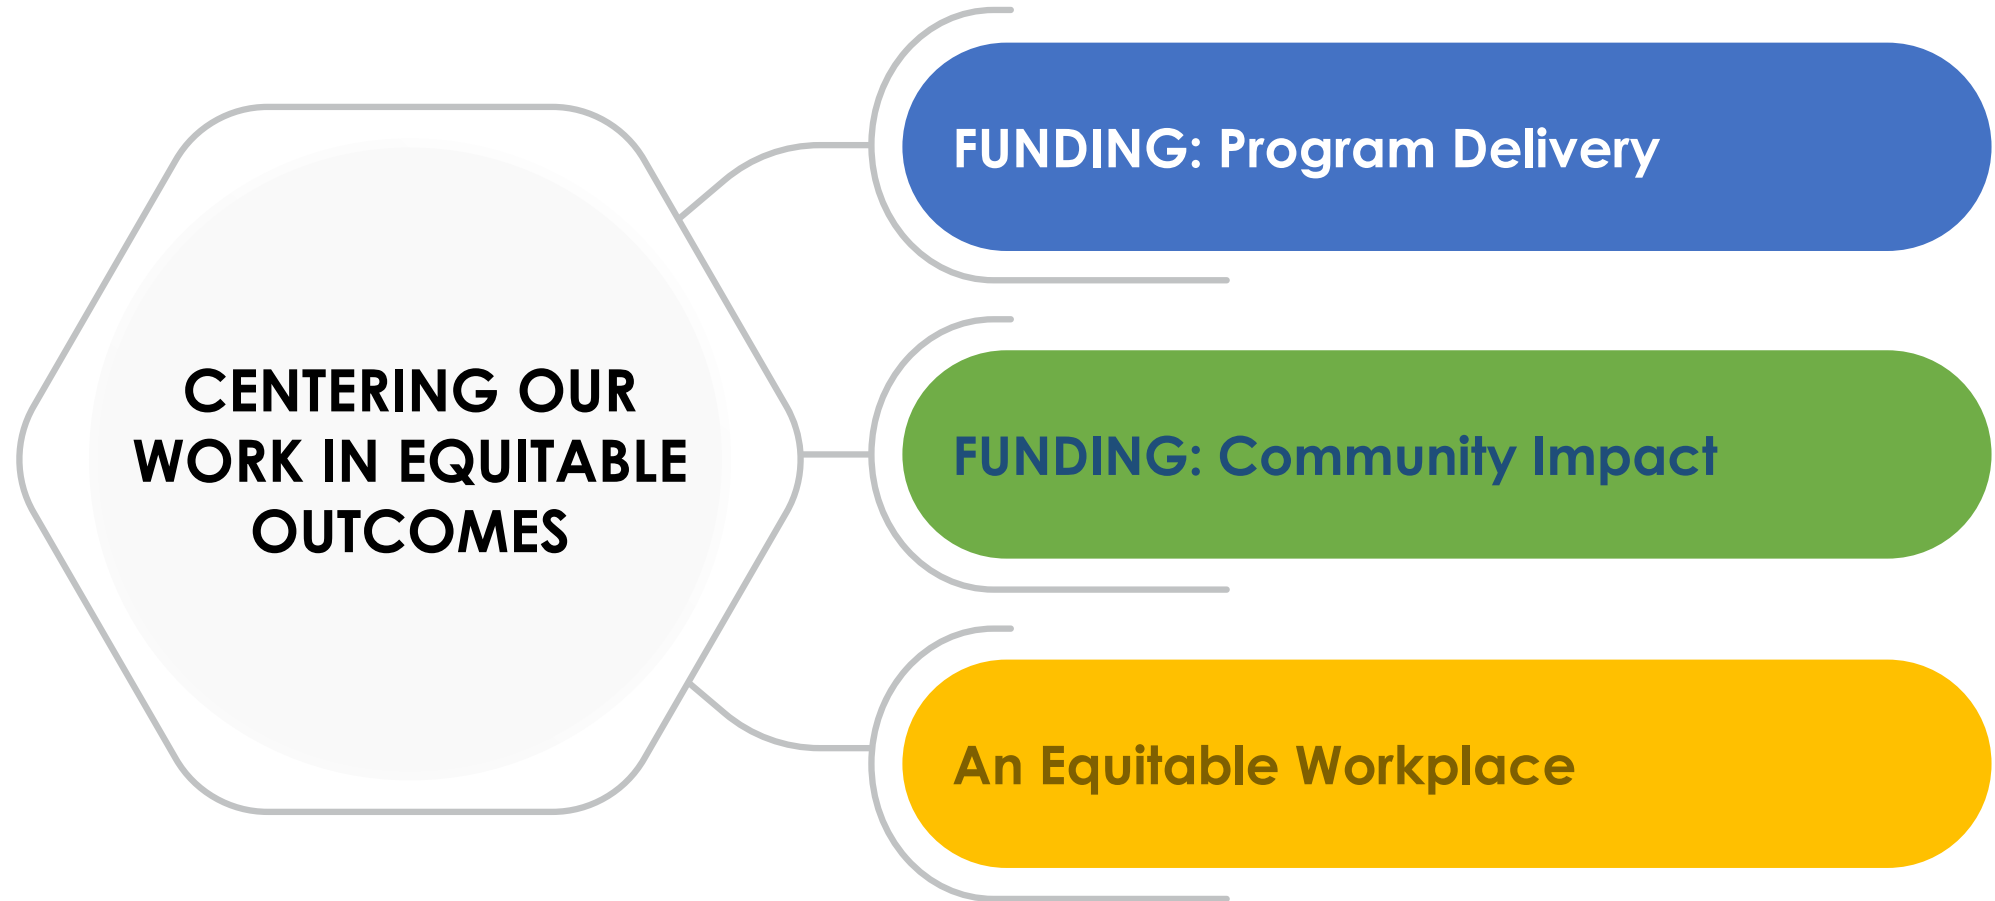 CENTERING OUR
WORK IN EQUITABLE
OUTCOMES
FUNDING: Program Delivery
FUNDING: Community Impact
An Equitable Workplace